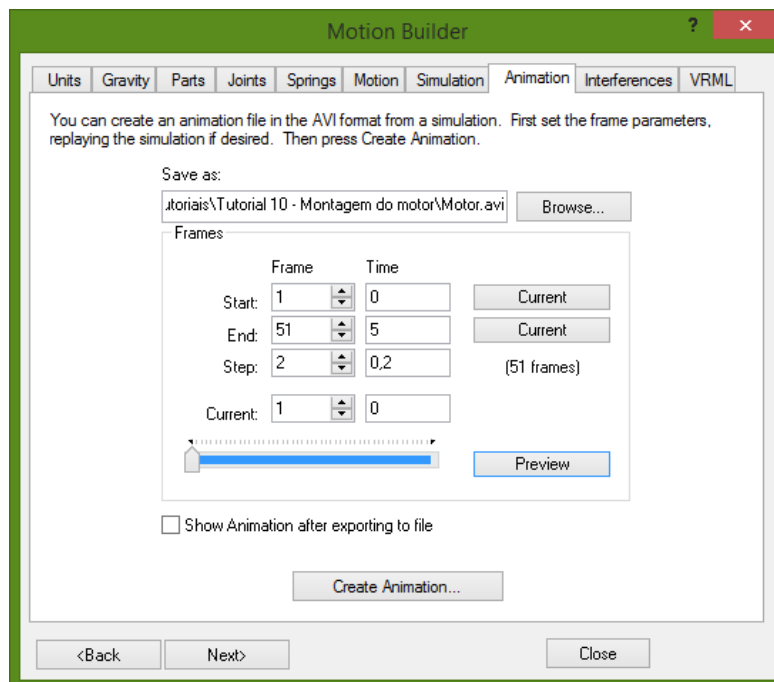 Motion Builder
?
Units Gravity Parts Joints Springs Motion Simulation Animation Interferences VRML
You can create an animation file in the AVI format from a simulation. First set the frame parameters,
replaying the simulation if desired. Then press Create Animation.
Save as:
utoriais\Tutorial 10 - Montagem do motor\Motor.avi Browse...
Frames
Frame Time
Start: 1 0 Current
End: 51 5 Current
Step: 2 0,2 (51 frames)
Current: 1 0
Preview
Show Animation after exporting to file
Create Animation...
<Back Next> Close